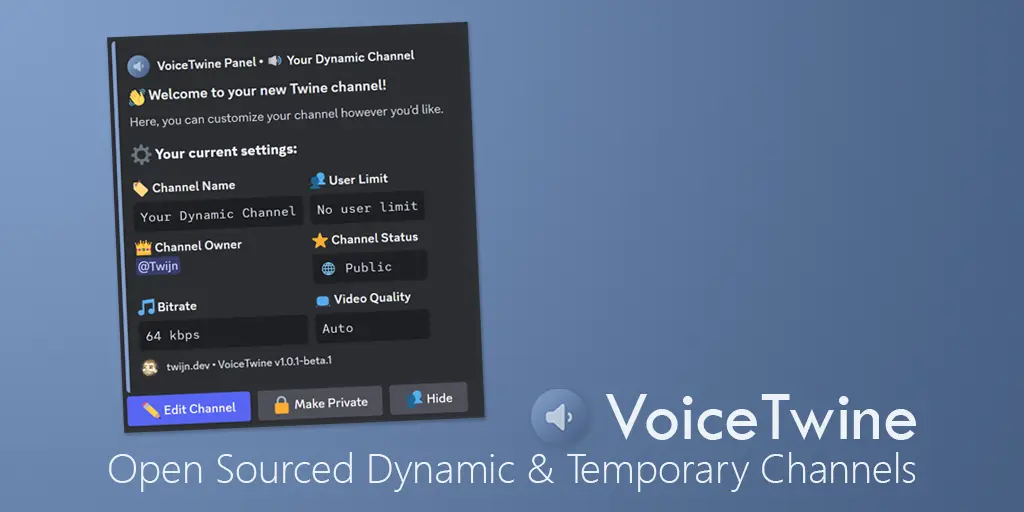 VoiceTwine Panel • 🔊 Your Dynamic Channel
👋 Welcome to your new Twine channel!
Here, you can customize your channel however you'd like.
⚙️ Your current settings:
🏷️ Channel Name
👥 User Limit
Your Dynamic Channel
No user limit
👑 Channel Owner
⭐ Channel Status
@Twijn
🌐 Public
🎵 Bitrate
Video Quality
64 kbps
Auto
twijn.dev • VoiceTwine v1.0.1-beta.1
✏️ Edit Channel
🔒 Make Private
👥 Hide
VoiceTwine
Open Sourced Dynamic & Temporary Channels